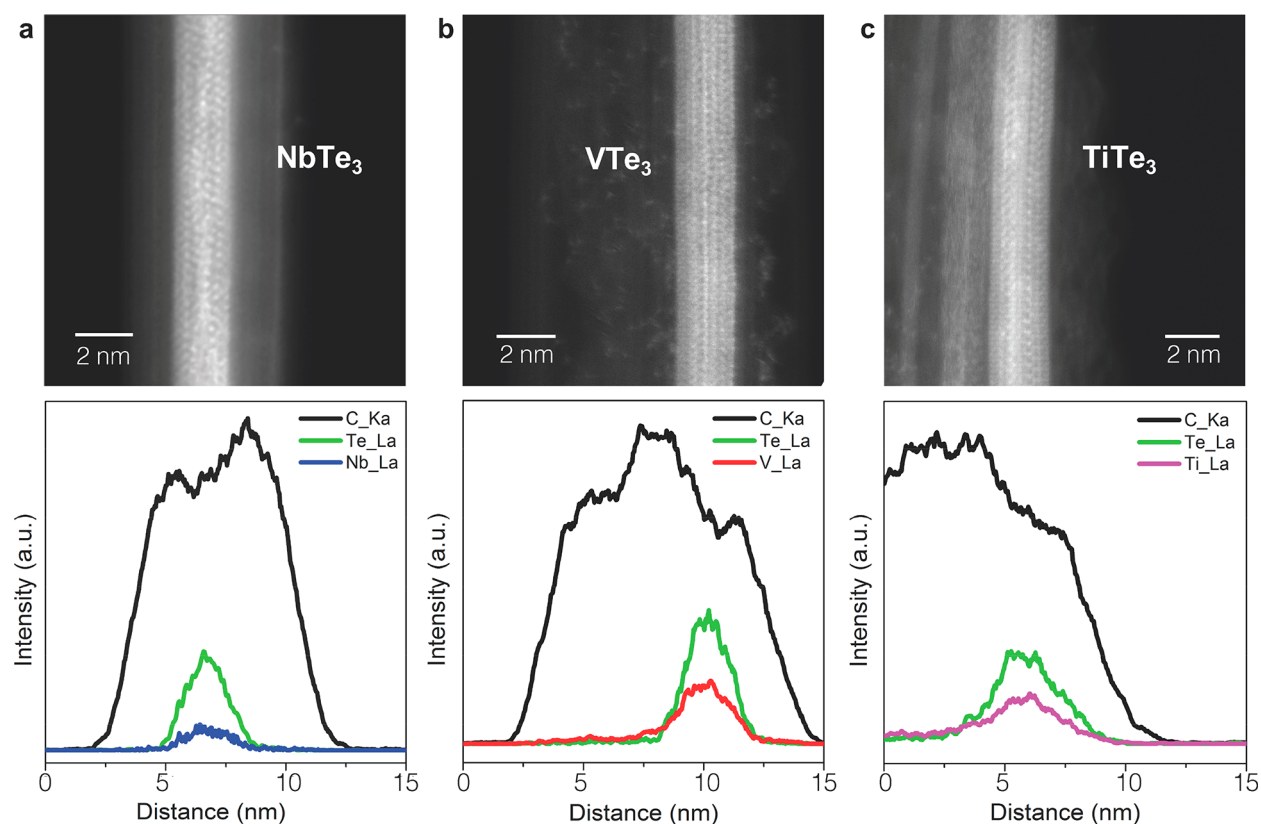 a
NbTe₃
2 nm
b
VTe₃
2 nm
c
TiTe₃
2 nm
C_Ka
Te_La
Nb_La
Intensity (a.u.)
0 5 10 15
Distance (nm)
C_Ka
Te_La
V_La
Intensity (a.u.)
0 5 10 15
Distance (nm)
C_Ka
Te_La
Ti_La
Intensity (a.u.)
0 5 10 15
Distance (nm)